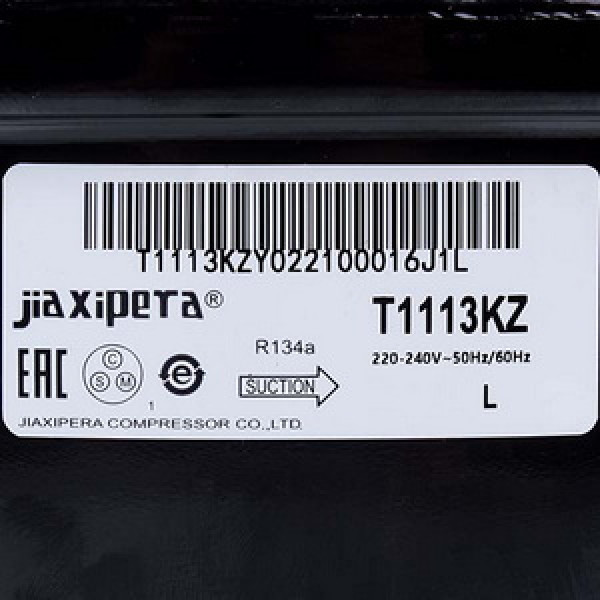 T1113KZY022100016J1L
jiaxipera®
T1113KZ
R134a
220-240V~50Hz/60Hz
EAC
C
S M
e
SUCTION
L
1
JIAXIPERA COMPRESSOR CO.,LTD.